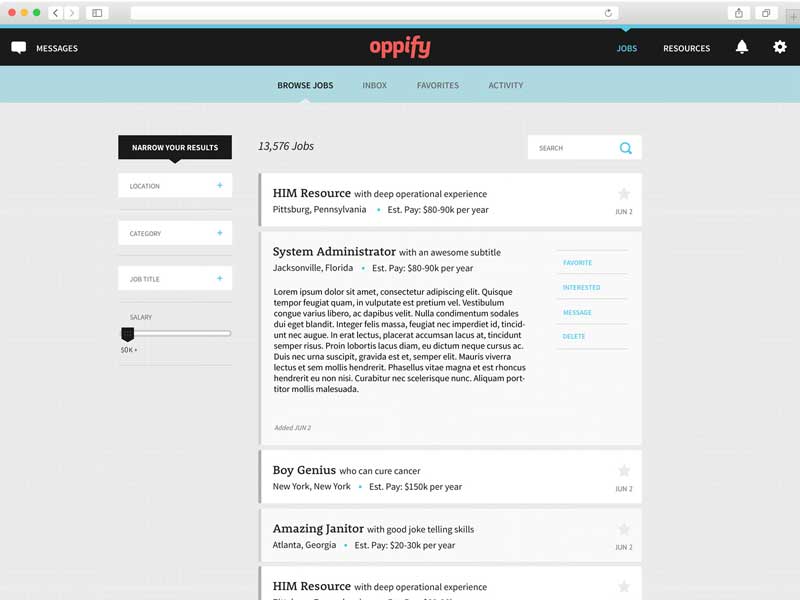 MESSAGES
oppify
JOBS
RESOURCES
BROWSE JOBS
INBOX
FAVORITES
ACTIVITY
NARROW YOUR RESULTS
13,576 Jobs
SEARCH
LOCATION +
CATEGORY +
JOB TITLE +
SALARY
$0K+
HIM Resource with deep operational experience
Pittsburg, Pennsylvania • Est. Pay: $80-90k per year
JUN 2
System Administrator with an awesome subtitle
Jacksonville, Florida • Est. Pay: $80-90k per year
Lorem ipsum dolor sit amet, consectetur adipiscing elit. Quisque
tempor feugiat quam, in vulputate est pretium vel. Vestibulum
congue varius libero, ac dapibus velit. Nulla condimentum sodales
dui eget blandit. Integer felis massa, feugiat nec imperdiet id, tincid-
unt nec augue. In erat lectus, placerat accumsan lacus at, tincidunt
semper risus. Proin lobortis lacus diam, eu dictum neque cursus ac.
Duis nec urna suscipit, gravida est et, semper elit. Mauris viverra
lectus et sem mollis hendrerit. Phasellus vitae magna et est rhoncus
hendrerit eu non nisi. Curabitur nec scelerisque nunc. Aliquam port-
titor mollis malesuada.
Added JUN 2
FAVORITE
INTERESTED
MESSAGE
DELETE
Boy Genius who can cure cancer
New York, New York • Est. Pay: $150k per year
JUN 2
Amazing Janitor with good joke telling skills
Atlanta, Georgia • Est. Pay: $20-30k per year
JUN 2
HIM Resource with deep operational experience